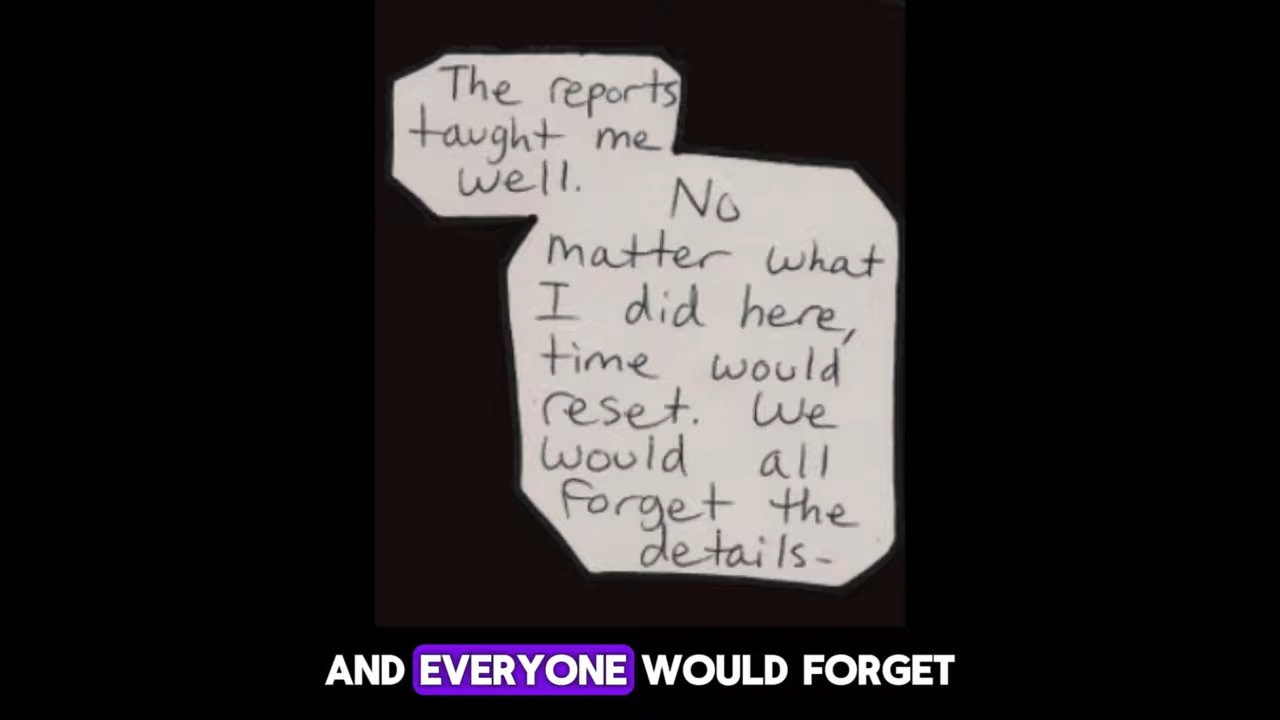 The reports
taught me
well.
No
matter what
I did here,
time would
reset. We
would all
forget the
details-
AND EVERYONE WOULD FORGET